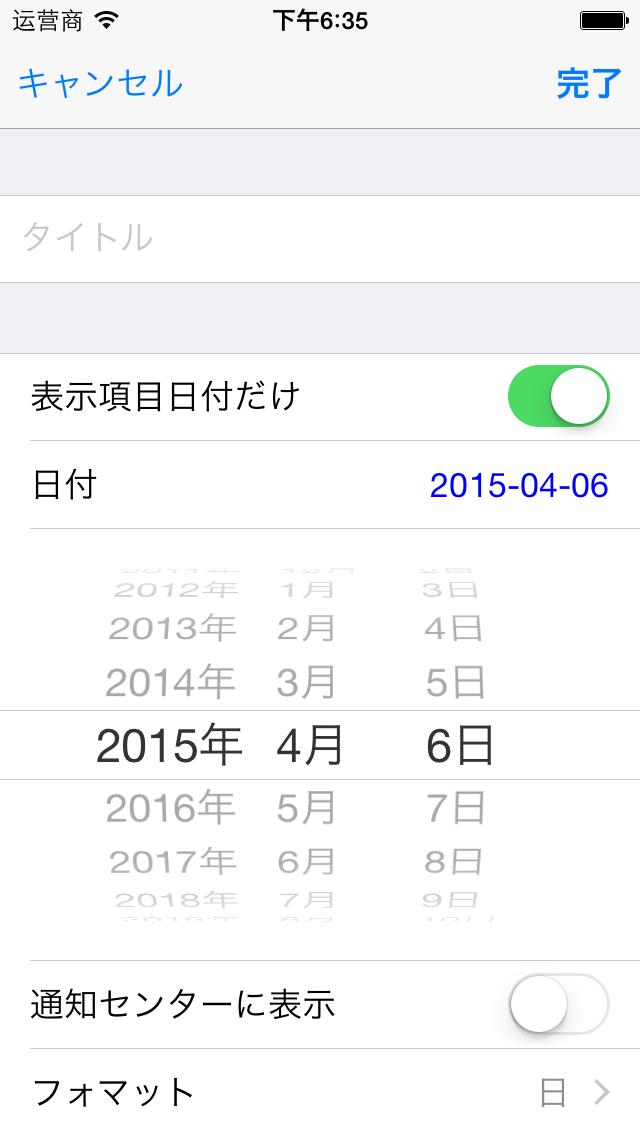 运营商 下午6:35
キャンセル 完了
タイトル
表示項目日付だけ
日付 2015-04-06
2012年 1月 3日
2013年 2月 4日
2014年 3月 5日
2015年 4月 6日
2016年 5月 7日
2017年 6月 8日
2018年 7月 9日
通知センターに表示
フォマット 日